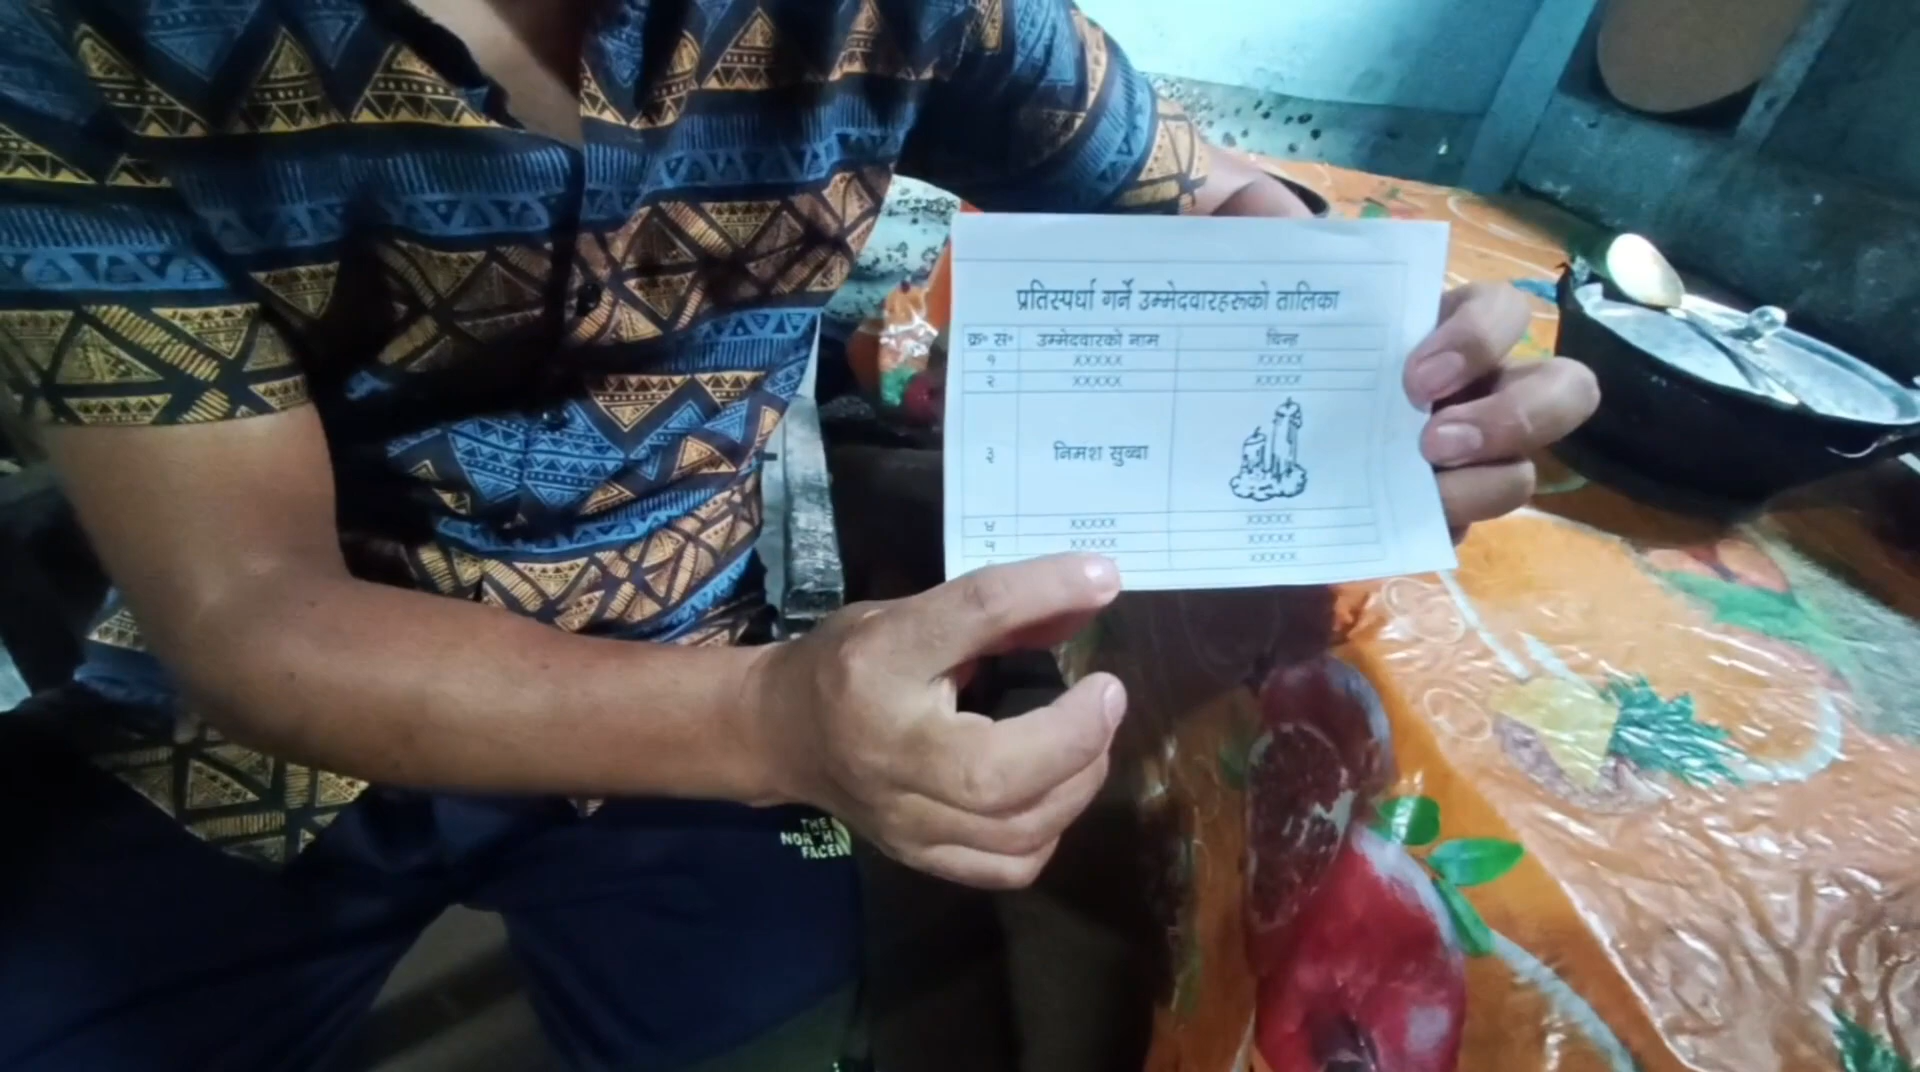 प्रतिस्पर्धा गर्ने उम्मेदवारहरूको तालिका
क्र॰ स॰ उम्मेदवारको नाम चिन्ह
१ xxxxx xxxxx
२ xxxxx xxxxx
३ निमश सुब्बा
४ xxxxx xxxxx
५ xxxxx xxxxx
xxxxx
THE
NORTH
FACE